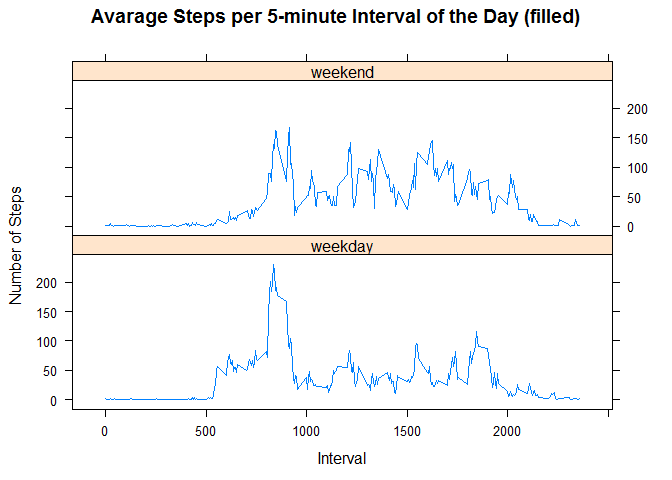 Avarage Steps per 5-minute Interval of the Day (filled)
weekend
200
150
100
50
0
weekday
200
150
100
50
0
Number of Steps
0 500 1000 1500 2000
Interval